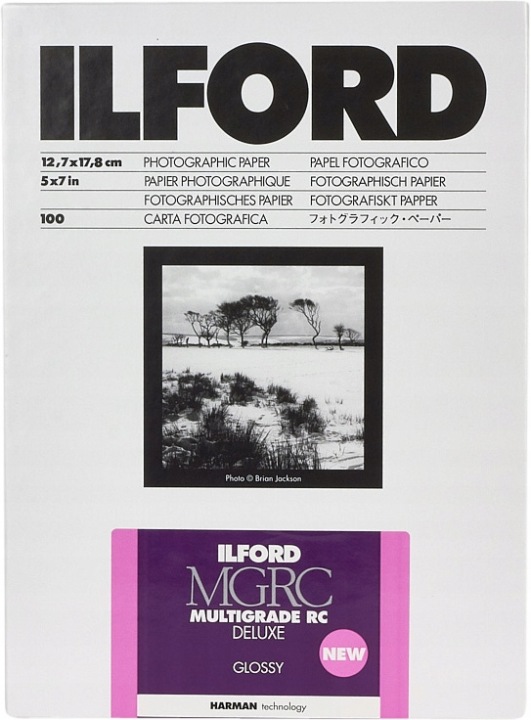 ILFORD
12,7x17,8 cm PHOTOGRAPHIC PAPER PAPEL FOTOGRAFICO
5x7 in PAPIER PHOTOGRAPHIQUE FOTOGRAFISCH PAPIER
FOTOGRAPHISCHES PAPIER FOTOGRAFISKT PAPPER
100 CARTA FOTOGRAFICA フォトグラフィック・ペーパー
Photo © Brian Jackson
ILFORD
MGRC
MULTIGRADE RC
DELUXE
GLOSSY
NEW
HARMAN technology